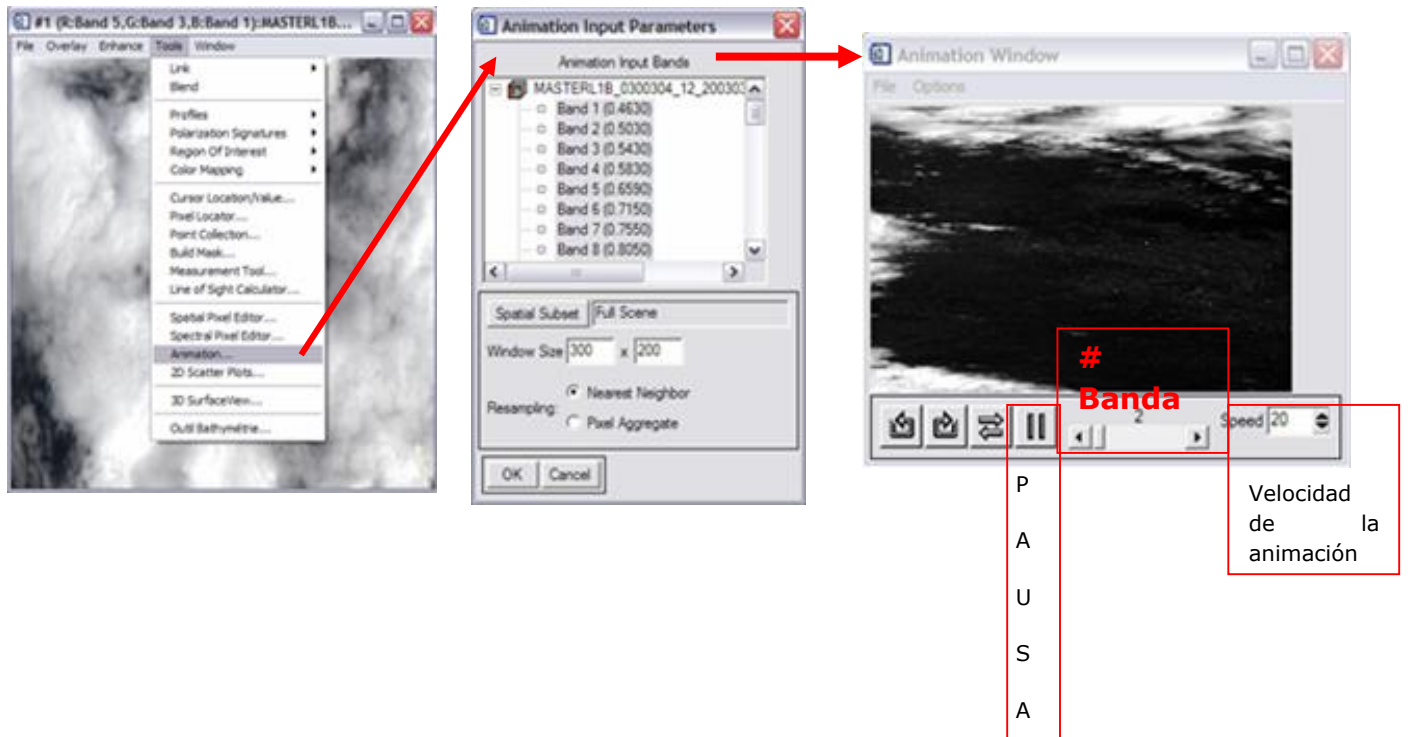 #1 (R:Band 5,G:Band 3,B:Band 1):MASTERL1B...
File Overlay Enhance Tools Window
Link
Blend
Profiles
Polarization Signatures
Region Of Interest
Color Mapping
Cursor Location/Value....
Pixel Locator....
Point Collection....
Build Mask....
Measurement Tool....
Line of Sight Calculator....
Spatial Pixel Editor....
Spectral Pixel Editor....
Animation....
2D Scatter Plots....
3D SurfaceView....
Outil Bathymétrie....
Animation Input Parameters
Animation Input Bands
MASTERL1B_0300304_12_200303
Band 1 (0.4630)
Band 2 (0.5030)
Band 3 (0.5430)
Band 4 (0.5830)
Band 5 (0.6590)
Band 6 (0.7150)
Band 7 (0.7550)
Band 8 (0.8050)
Spatial Subset Full Scene
Window Size 300 x 200
Resampling:
Nearest Neighbor
Pixel Aggregate
OK Cancel
Animation Window
File Options
#
Banda
2
Speed 20
P
A
U
S
A
Velocidad
de la
animación